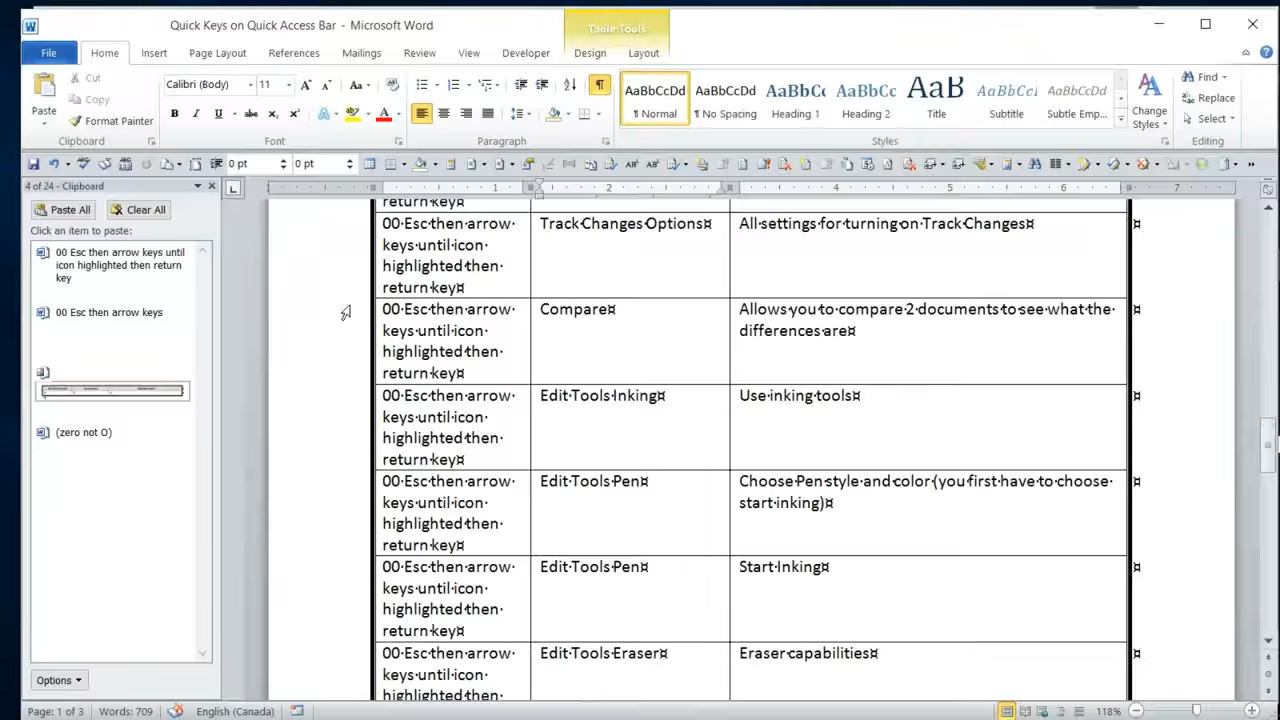 Quick Keys on Quick Access Bar - Microsoft Word
Table Tools
File Home Insert Page Layout References Mailings Review View Developer Design Layout
Paste
Cut
Copy
Format Painter
Clipboard
Calibri (Body) 11
Font
Paragraph
AaBbCcDd AaBbCcDd AaBbCc AaBbCc AaB AaBbCcI AaBbCcDd
¶ Normal ¶ No Spacing Heading 1 Heading 2 Title Subtitle Subtle Emp...
Change
Styles
Styles
Find
Replace
Select
Editing
0 pt 0 pt
4 of 24 - Clipboard
Paste All Clear All
Click an item to paste:
00 Esc then arrow keys until
icon highlighted then return
key
00 Esc then arrow keys
(zero not O)
Options
1 1 2 4 5 6 7
return·key¤
00·Esc·then·arrow· Track·Changes·Options¤ All·settings·for·turning·on·Track·Changes¤ ¤
keys·until·icon·
highlighted·then·
return·key¤
00·Esc·then·arrow· Compare¤ Allows·you·to·compare·2·documents·to·see·what·the· ¤
keys·until·icon· differences·are¤
highlighted·then·
return·key¤
00·Esc·then·arrow· Edit·Tools·Inking¤ Use·inking·tools¤ ¤
keys·until·icon·
highlighted·then·
return·key¤
00·Esc·then·arrow· Edit·Tools·Pen¤ Choose·Pen·style·and·color·(you·first·have·to·choose· ¤
keys·until·icon· start·inking)¤
highlighted·then·
return·key¤
00·Esc·then·arrow· Edit·Tools·Pen¤ Start·Inking¤ ¤
keys·until·icon·
highlighted·then·
return·key¤
00·Esc·then·arrow· Edit·Tools·Eraser¤ Eraser·capabilities¤ ¤
keys·until·icon·
highlighted·then·
Page: 1 of 3 Words: 709 English (Canada) 118%